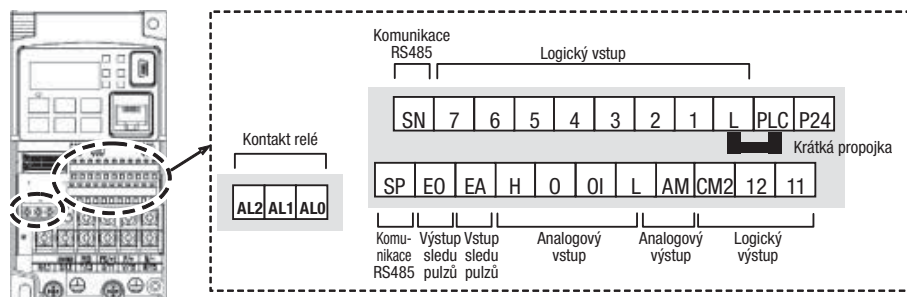 Komunikace
RS485
Logický vstup
SN 7 6 5 4 3 2 1 L PLC P24
Krátká propojka
Kontakt relé
AL2 AL1 AL0
SP EO EA H O OI L AM CM2 12 11
Komu-
nikace
RS485
Výstup
sledu
pulzů
Vstup
sledu
pulzů
Analogový
vstup
Analogový
výstup
Logický
výstup